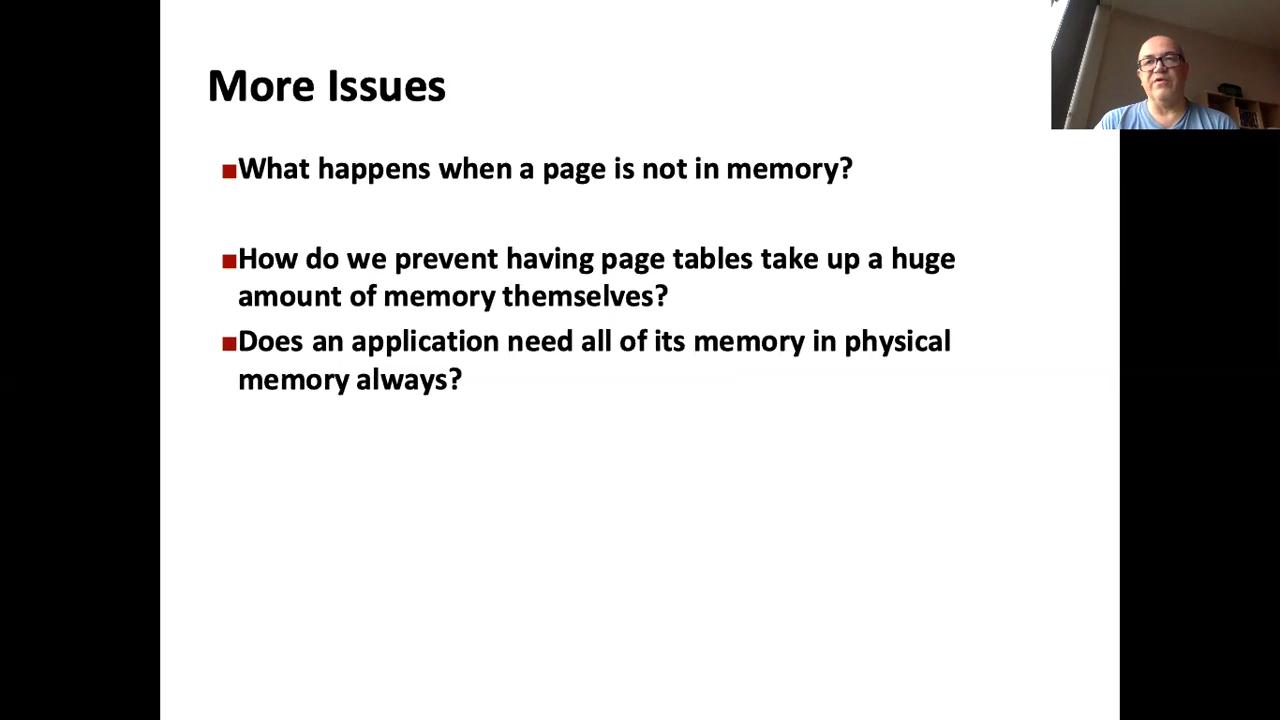 More Issues
■What happens when a page is not in memory?
■How do we prevent having page tables take up a huge
amount of memory themselves?
■Does an application need all of its memory in physical
memory always?